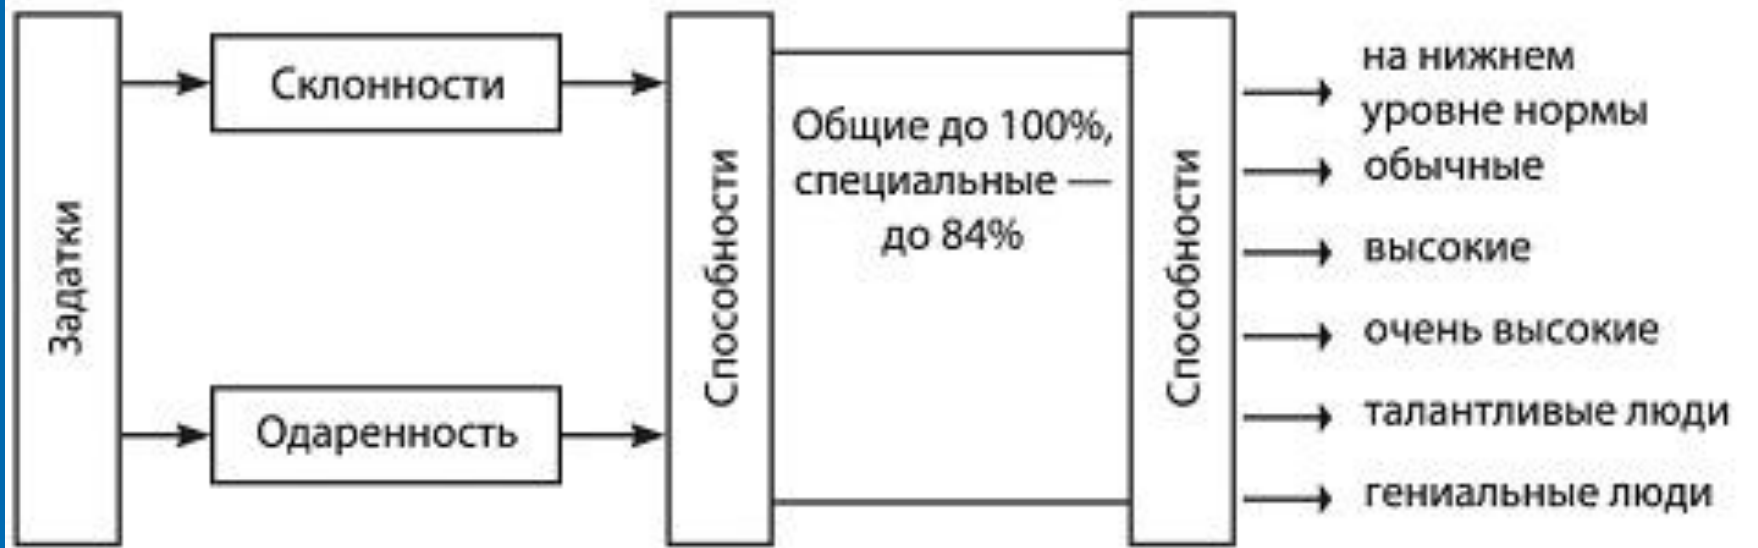 Задатки
Склонности
Одаренность
Способности
Общие до 100%,
специальные —
до 84%
Способности
на нижнем
уровне нормы
обычные
высокие
очень высокие
талантливые люди
гениальные люди